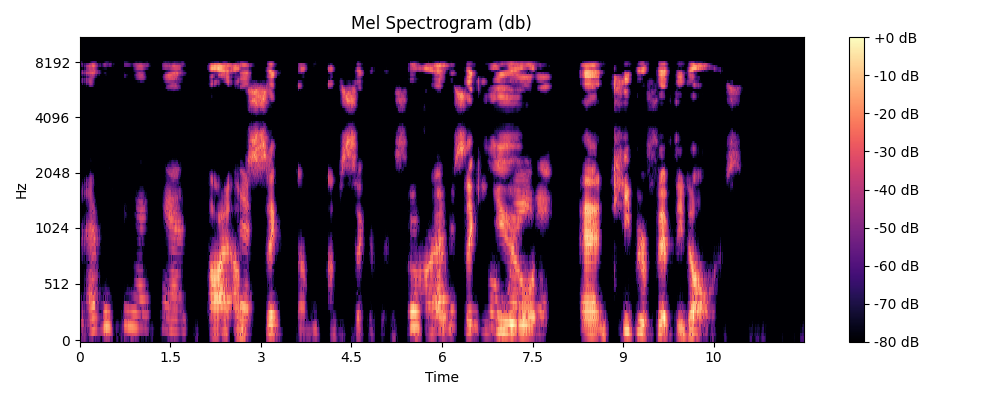 Mel Spectrogram (db)
Hz
8192
4096
2048
1024
512
0
0 1.5 3 4.5 6 7.5 9 10
Time
+0 dB
-10 dB
-20 dB
-30 dB
-40 dB
-50 dB
-60 dB
-70 dB
-80 dB